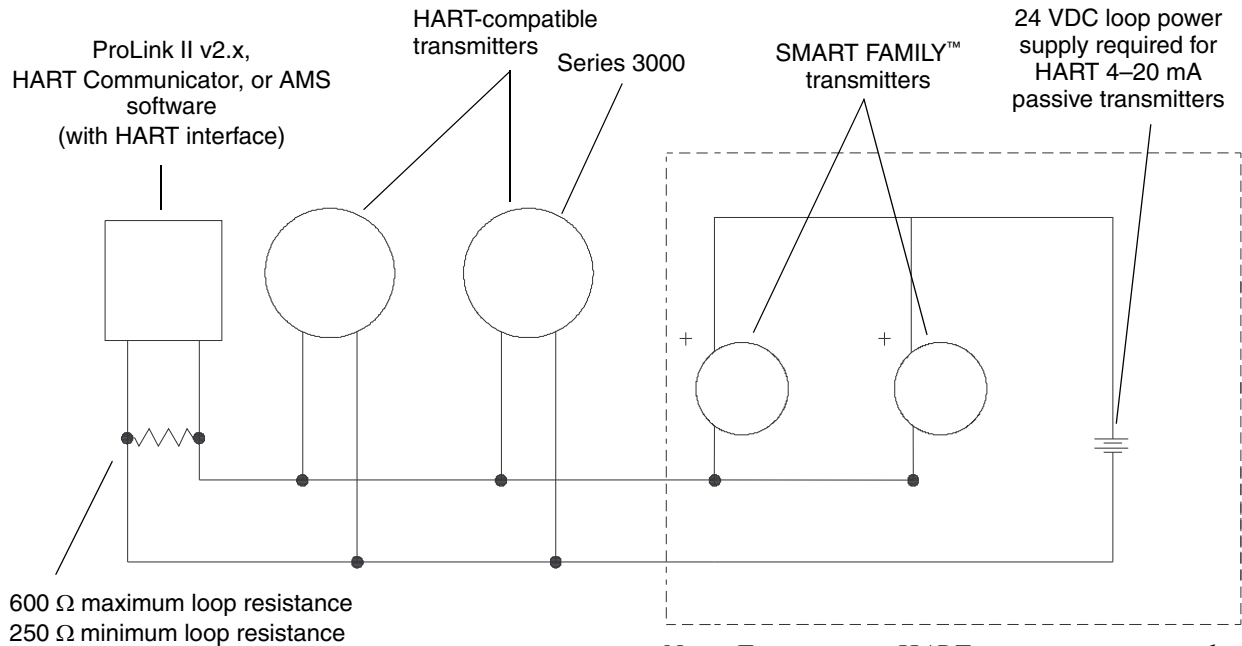 ProLink II v2.x,
HART Communicator, or AMS
software
(with HART interface)
HART-compatible
transmitters
Series 3000
SMART FAMILY™
transmitters
24 VDC loop power
supply required for
HART 4–20 mA
passive transmitters
+
+
600 Ω maximum loop resistance
250 Ω minimum loop resistance